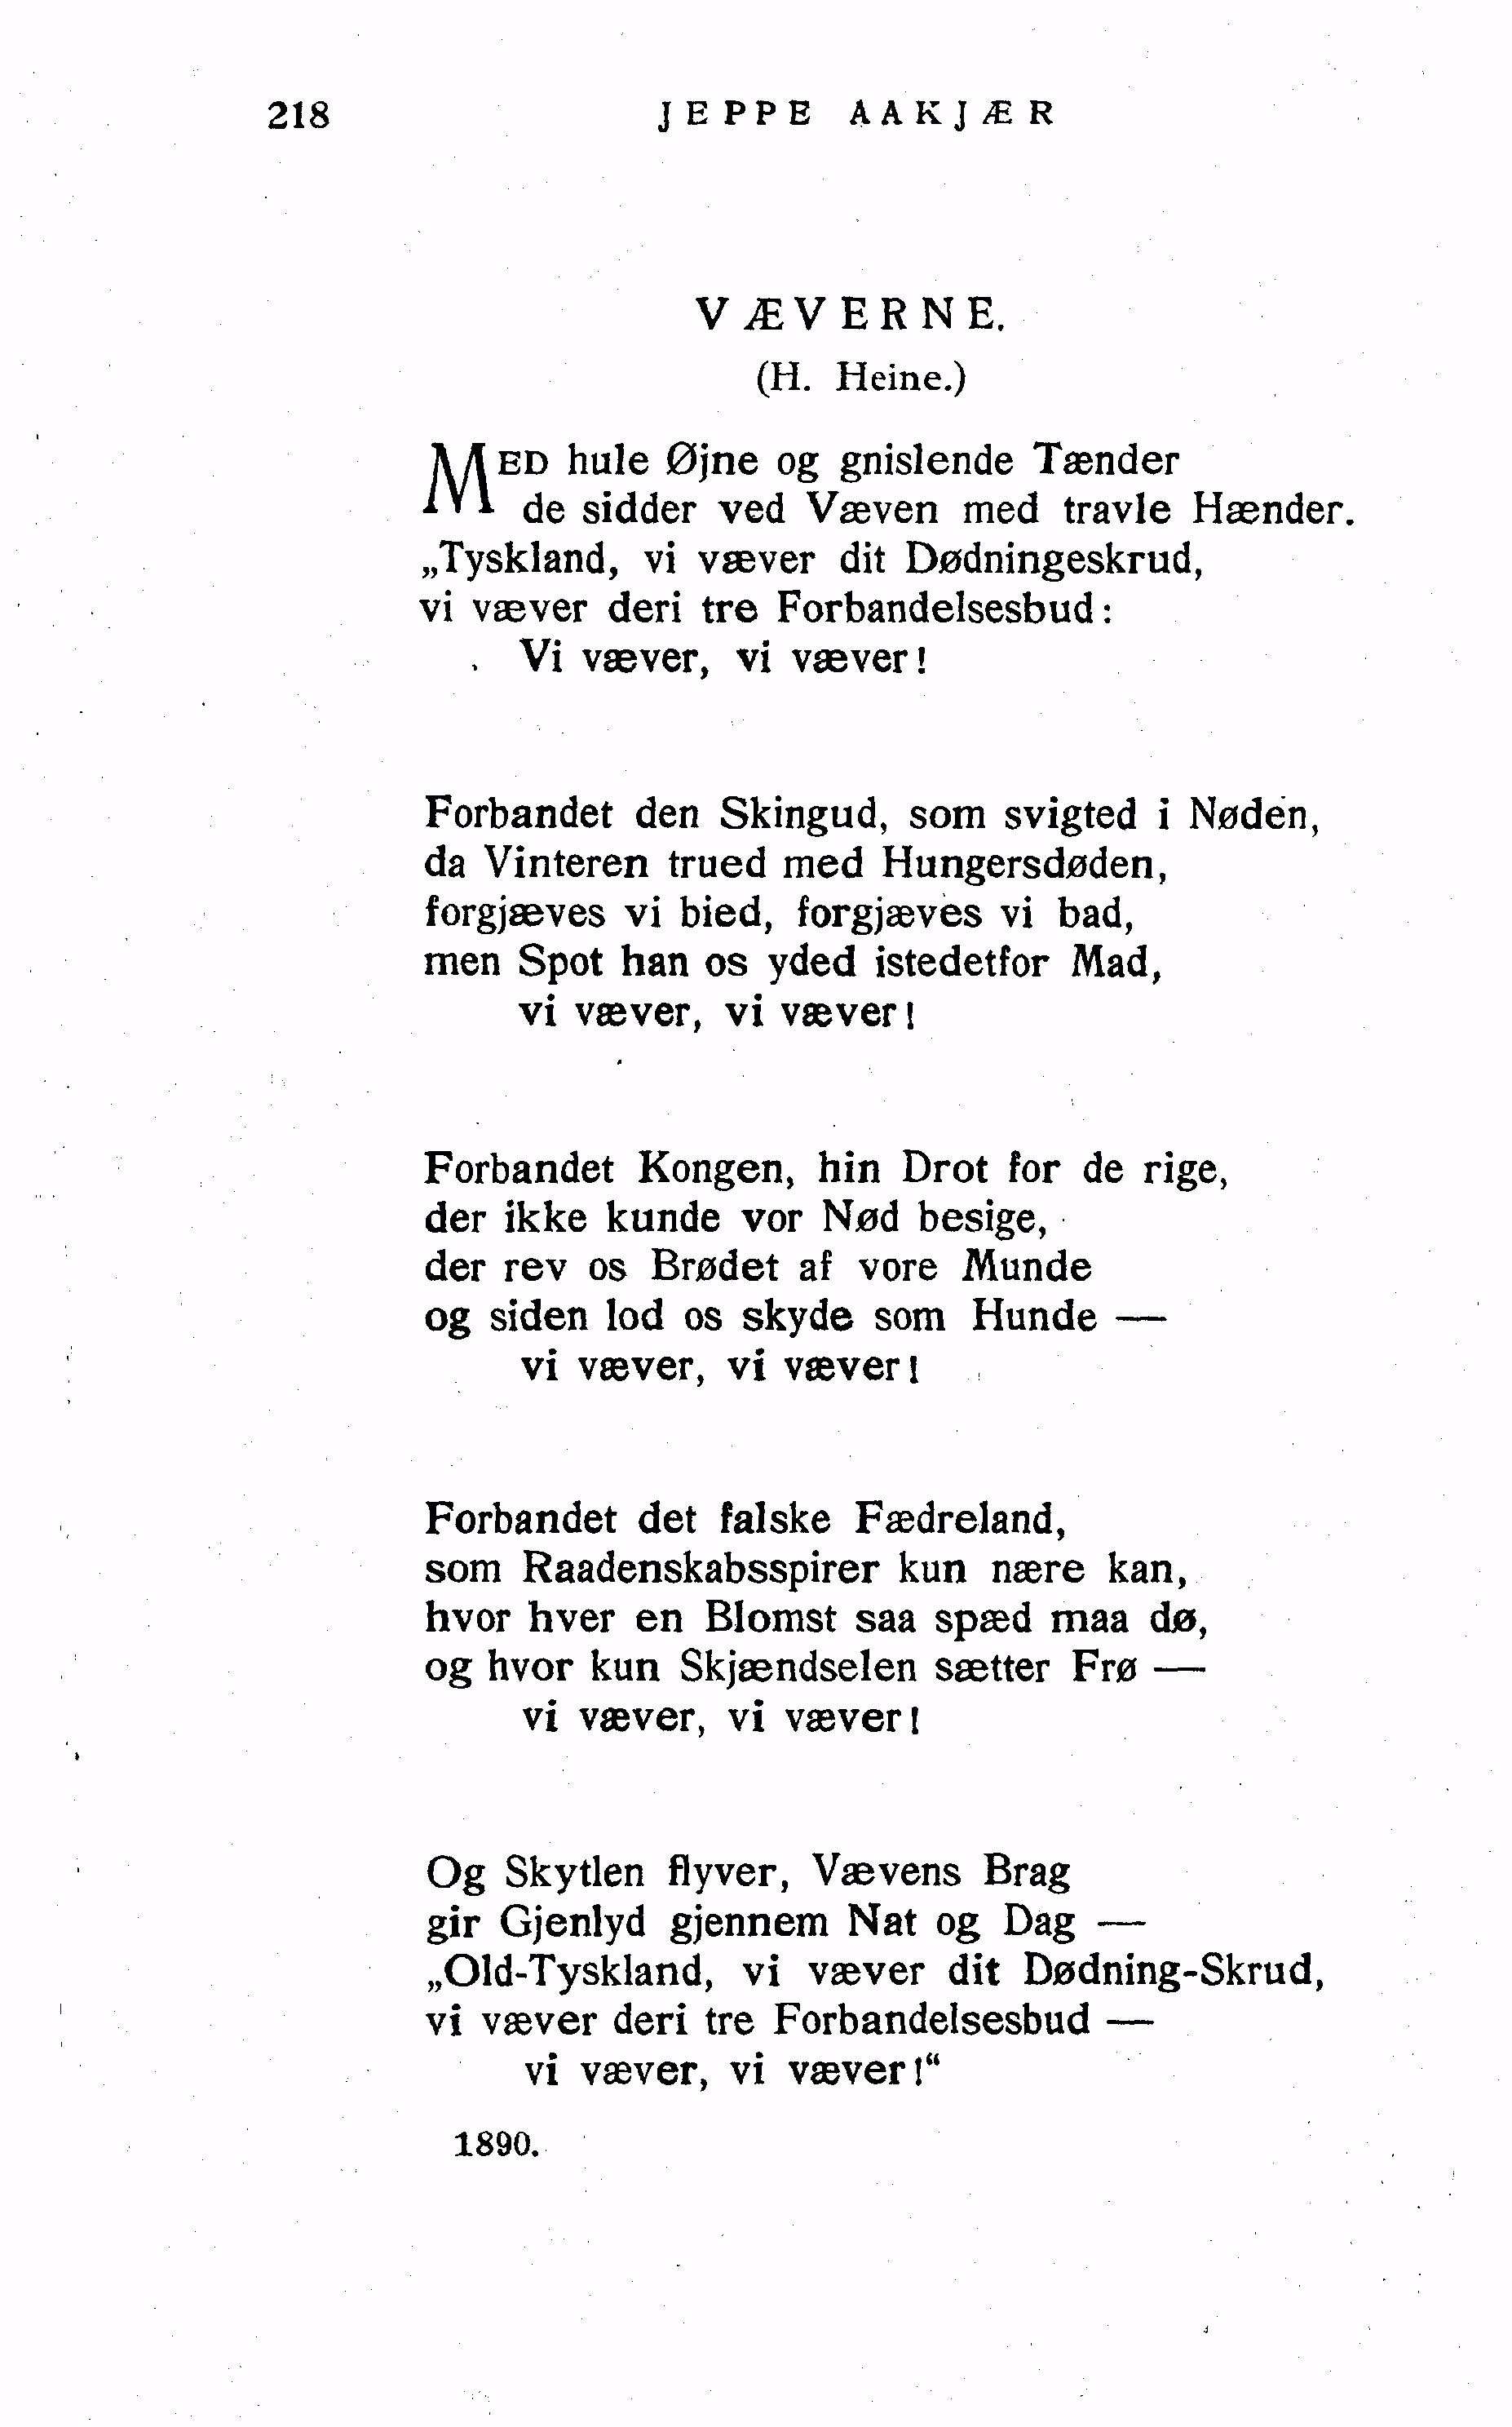 218 JEPPE AAKJÆR
VÆVERNE.
(H. Heine.)
MED hule Øjne og gnislende Tænder
de sidder ved Væven med travle Hænder.
„Tyskland, vi væver dit Dødningeskrud,
vi væver deri tre Forbandelsesbud:
Vi væver, vi væver!
Forbandet den Skingud, som svigted i Nøden,
da Vinteren trued med Hungersdøden,
forgjæves vi bied, forgjæves vi bad,
men Spot han os yded istedetfor Mad,
vi væver, vi væver!
Forbandet Kongen, hin Drot for de rige,
der ikke kunde vor Nød besige,
der rev os Brødet af vore Munde
og siden lod os skyde som Hunde —
vi væver, vi væver!
Forbandet det falske Fædreland,
som Raadenskabsspirer kun nære kan,
hvor hver en Blomst saa spæd maa dø,
og hvor kun Skjændselen sætter Frø —
vi væver, vi væver!
Og Skytlen flyver, Vævens Brag
gir Gjenlyd gjennem Nat og Dag —
„Old-Tyskland, vi væver dit Dødning-Skrud,
vi væver deri tre Forbandelsesbud —
vi væver, vi væver!“
1890.